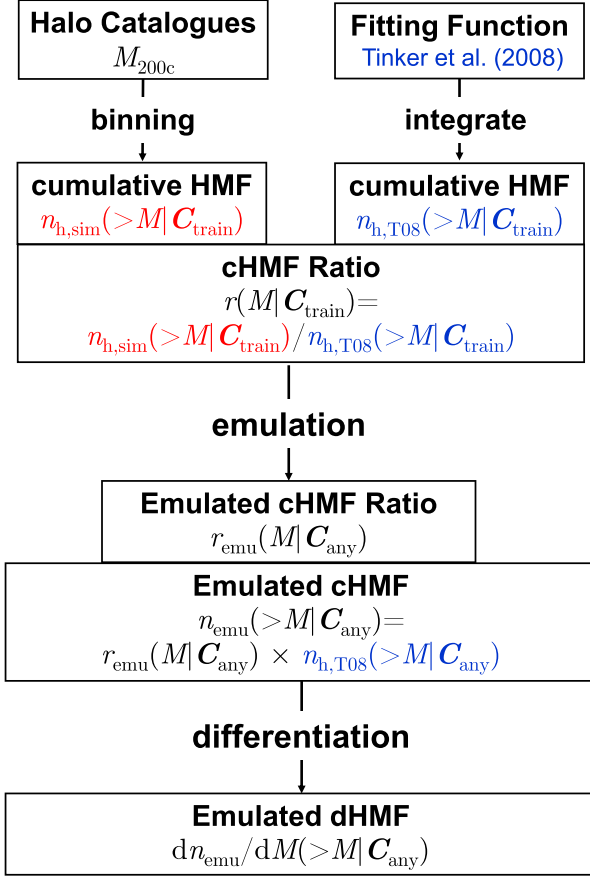 Halo Catalogues
M200c
Fitting Function
Tinker et al. (2008)
binning
integrate
cumulative HMF
nh,sim(>M|Ctrain)
cumulative HMF
nh,T08(>M|Ctrain)
cHMF Ratio
r(M|Ctrain)=
nh,sim(>M|Ctrain)/nh,T08(>M|Ctrain)
emulation
Emulated cHMF Ratio
remu(M|Cany)
Emulated cHMF
nemu(>M|Cany)=
remu(M|Cany) × nh,T08(>M|Cany)
differentiation
Emulated dHMF
dnemu/dM(>M|Cany)